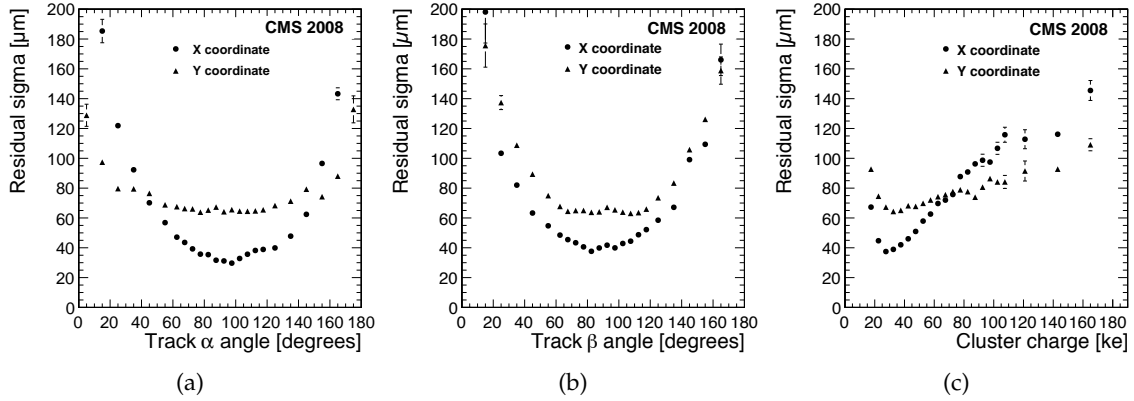 Residual sigma [µm]
200
180
160
140
120
100
80
60
40
20
0
CMS 2008
X coordinate
Y coordinate
0 20 40 60 80 100 120 140 160 180
Track α angle [degrees]
(a)
Residual sigma [µm]
200
180
160
140
120
100
80
60
40
20
0
CMS 2008
X coordinate
Y coordinate
0 20 40 60 80 100 120 140 160 180
Track β angle [degrees]
(b)
Residual sigma [µm]
200
180
160
140
120
100
80
60
40
20
0
CMS 2008
X coordinate
Y coordinate
0 20 40 60 80 100 120 140 160 180
Cluster charge [ke]
(c)